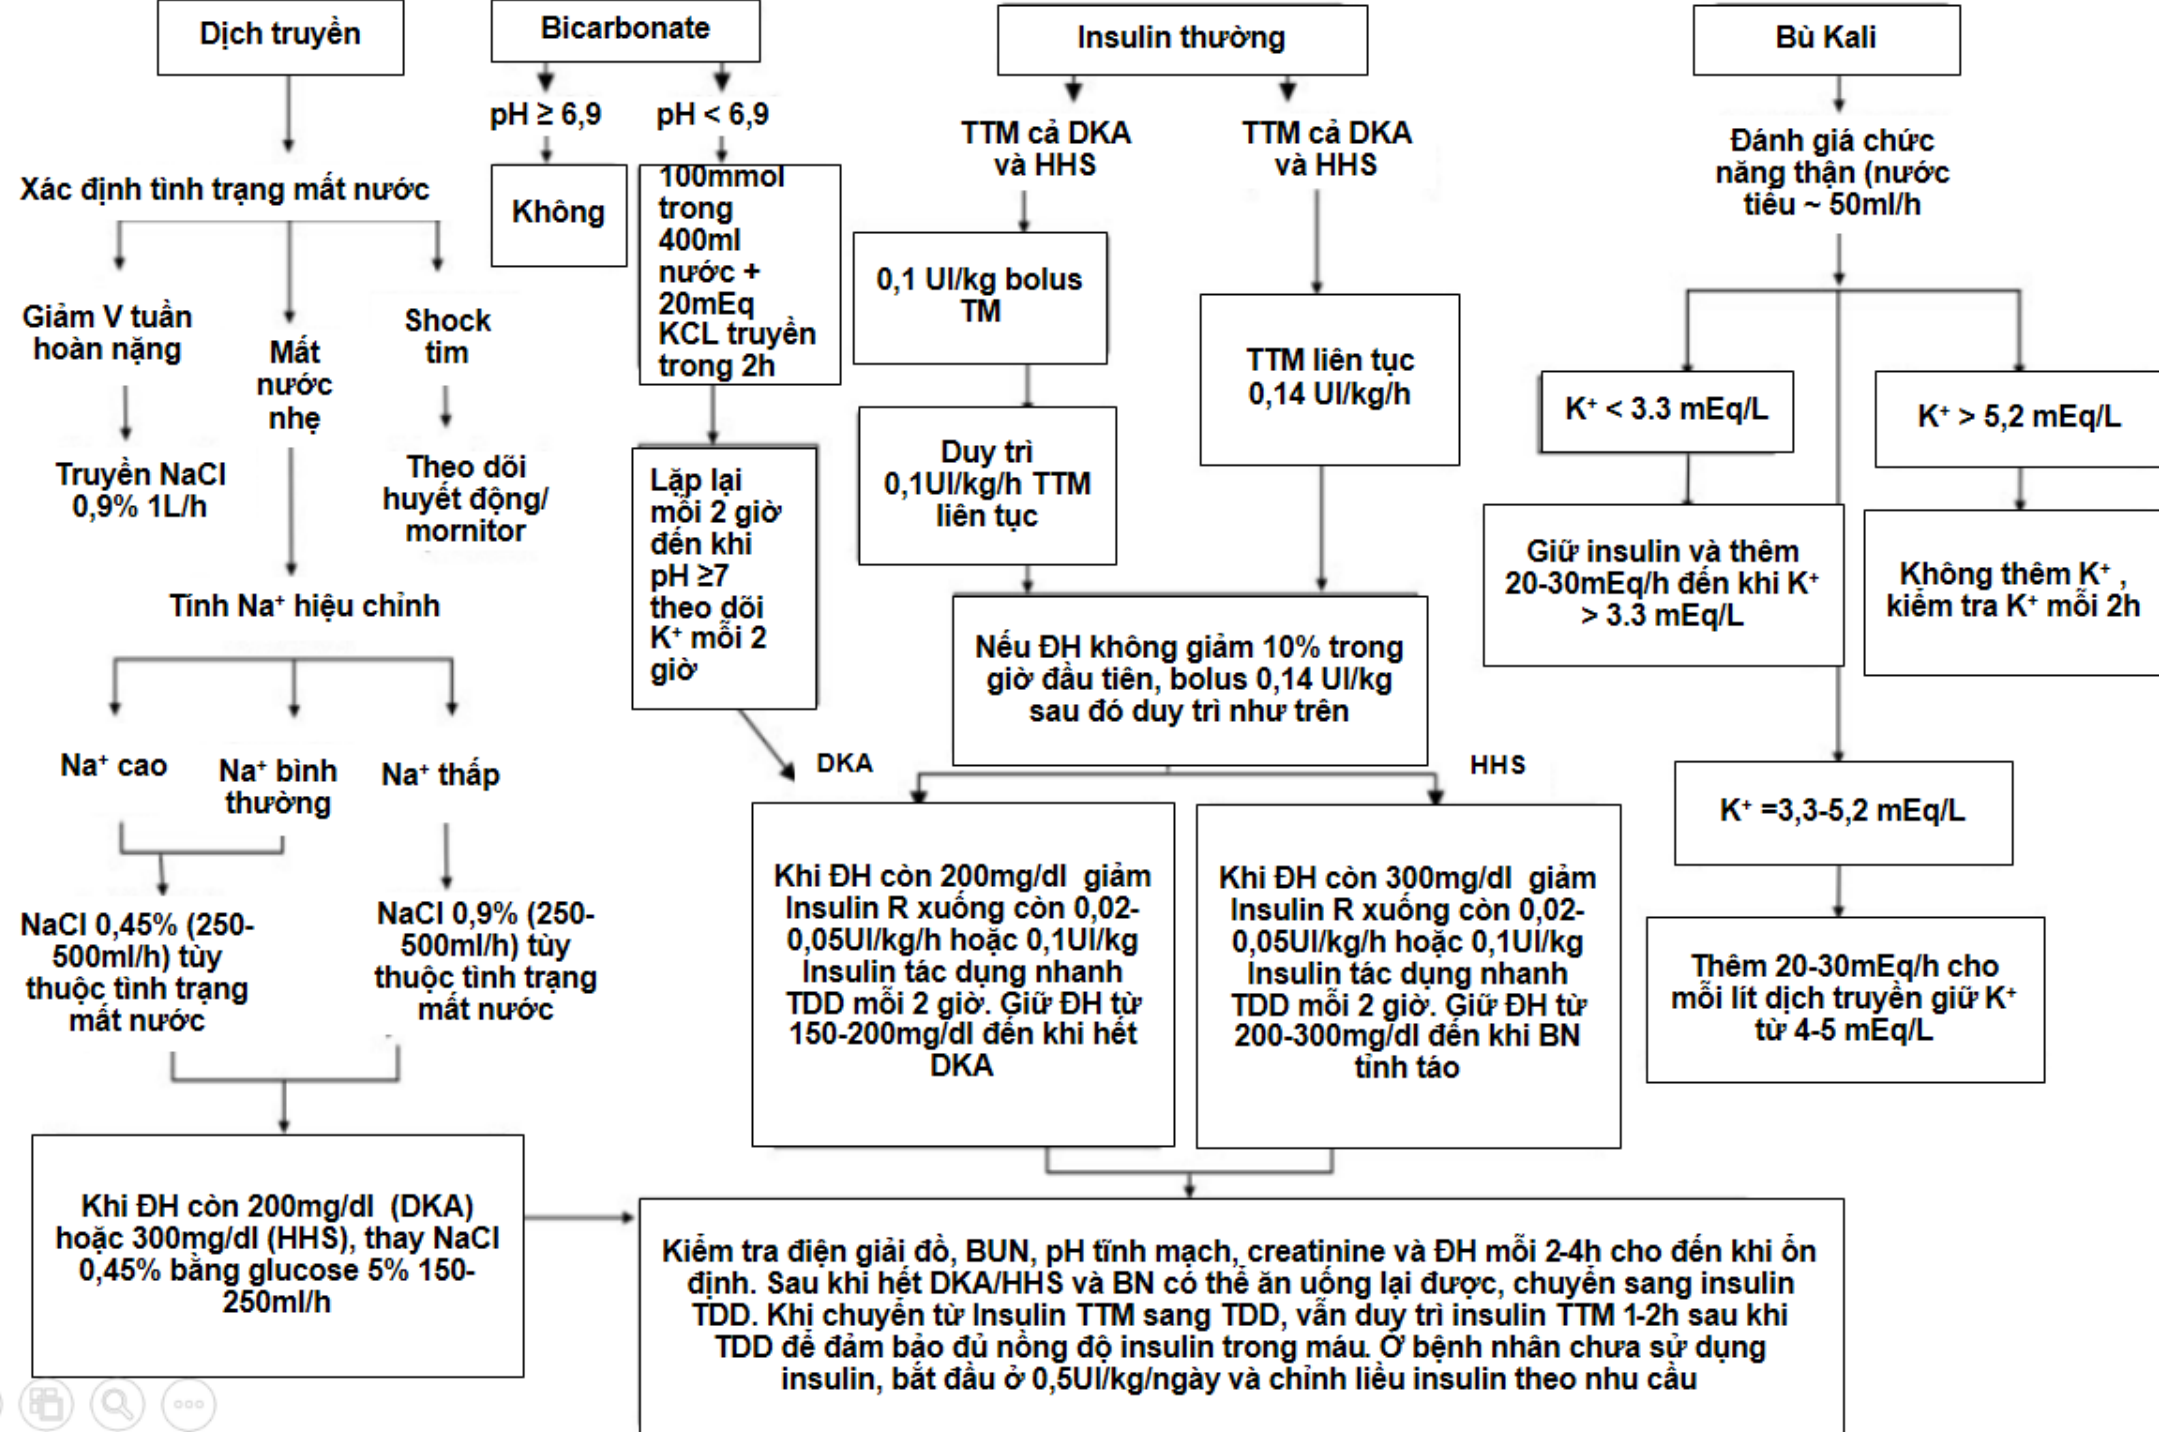 Dịch truyền
Xác định tình trạng mất nước
Giảm V tuần
hoàn nặng
Truyền NaCl
0,9% 1L/h
Mất
nước
nhẹ
Shock
tim
Theo dõi
huyết động/
mornitor
Tính Na⁺ hiệu chỉnh
Na⁺ cao
Na⁺ bình
thường
Na⁺ thấp
NaCl 0,45% (250-
500ml/h) tùy
thuộc tình trạng
mất nước
NaCl 0,9% (250-
500ml/h) tùy
thuộc tình trạng
mất nước
Khi ĐH còn 200mg/dl (DKA)
hoặc 300mg/dl (HHS), thay NaCl
0,45% bằng glucose 5% 150-
250ml/h
Bicarbonate
pH ≥ 6,9
Không
pH < 6,9
100mmol
trong
400ml
nước +
20mEq
KCL truyền
trong 2h
Lặp lại
mỗi 2 giờ
đến khi
pH ≥7
theo dõi
K⁺ mỗi 2
giờ
Insulin thường
TTM cả DKA
và HHS
0,1 UI/kg bolus
TM
Duy trì
0,1UI/kg/h TTM
liên tục
TTM cả DKA
và HHS
TTM liên tục
0,14 UI/kg/h
Nếu ĐH không giảm 10% trong
giờ đầu tiên, bolus 0,14 UI/kg
sau đó duy trì như trên
DKA
Khi ĐH còn 200mg/dl giảm
Insulin R xuống còn 0,02-
0,05UI/kg/h hoặc 0,1UI/kg
Insulin tác dụng nhanh
TDD mỗi 2 giờ. Giữ ĐH từ
150-200mg/dl đến khi hết
DKA
HHS
Khi ĐH còn 300mg/dl giảm
Insulin R xuống còn 0,02-
0,05UI/kg/h hoặc 0,1UI/kg
Insulin tác dụng nhanh
TDD mỗi 2 giờ. Giữ ĐH từ
200-300mg/dl đến khi BN
tỉnh táo
Kiểm tra điện giải đồ, BUN, pH tĩnh mạch, creatinine và ĐH mỗi 2-4h cho đến khi ổn
định. Sau khi hết DKA/HHS và BN có thể ăn uống lại được, chuyển sang insulin
TDD. Khi chuyển từ Insulin TTM sang TDD, vẫn duy trì insulin TTM 1-2h sau khi
TDD để đảm bảo đủ nồng độ insulin trong máu. Ở bệnh nhân chưa sử dụng
insulin, bắt đầu ở 0,5UI/kg/ngày và chỉnh liều insulin theo nhu cầu
Bù Kali
Đánh giá chức
năng thận (nước
tiểu ~ 50ml/h
K⁺ < 3.3 mEq/L
Giữ insulin và thêm
20-30mEq/h đến khi K⁺
> 3.3 mEq/L
K⁺ > 5,2 mEq/L
Không thêm K⁺ ,
kiểm tra K⁺ mỗi 2h
K⁺ =3,3-5,2 mEq/L
Thêm 20-30mEq/h cho
mỗi lít dịch truyền giữ K⁺
từ 4-5 mEq/L